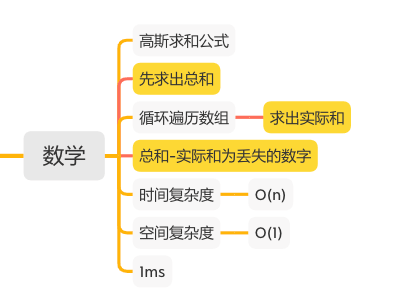 高斯求和公式
先求出总和
循环遍历数组
求出实际和
数学
总和-实际和为丢失的数字
时间复杂度
O(n)
空间复杂度
O(1)
1ms